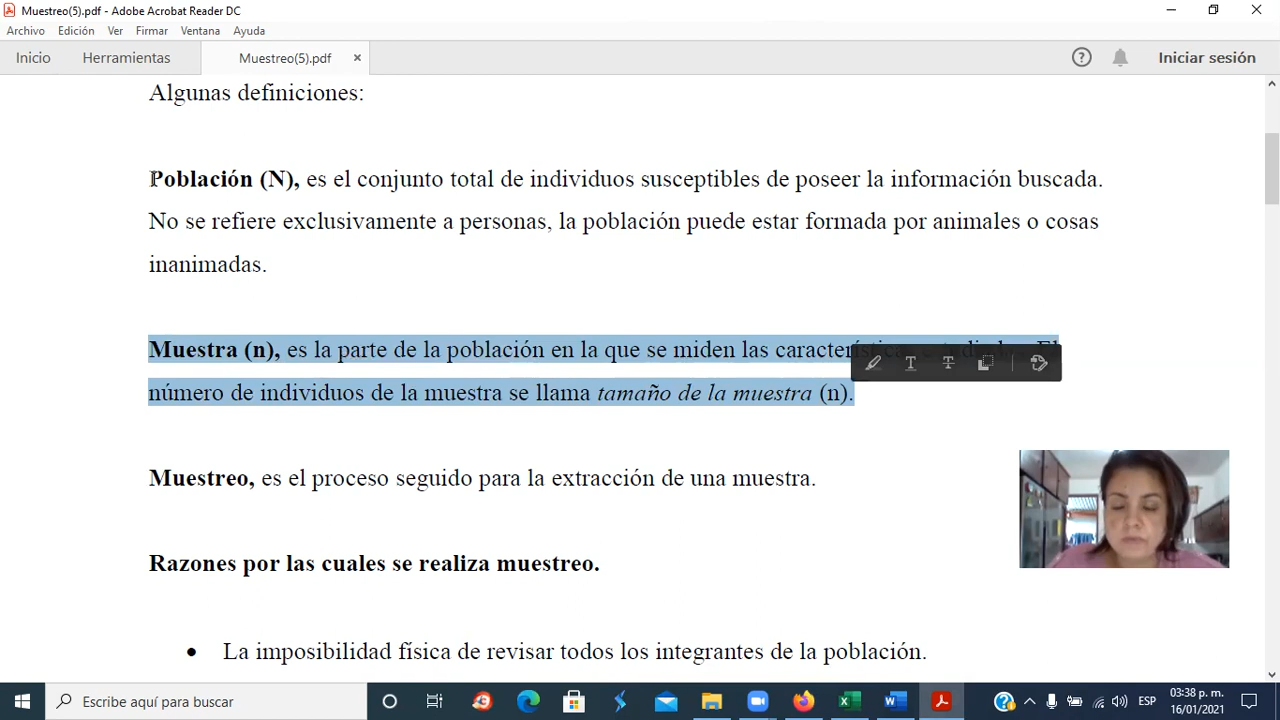 Muestreo(5).pdf - Adobe Acrobat Reader DC
Archivo Edición Ver Firmar Ventana Ayuda
Inicio Herramientas Muestreo(5).pdf × Iniciar sesión
Algunas definiciones:
Población (N), es el conjunto total de individuos susceptibles de poseer la información buscada.
No se refiere exclusivamente a personas, la población puede estar formada por animales o cosas
inanimadas.
Muestra (n), es la parte de la población en la que se miden las El
número de individuos de la muestra se llama tamaño de la muestra (n).
Muestreo, es el proceso seguido para la extracción de una muestra.
Razones por las cuales se realiza muestreo.
• La imposibilidad física de revisar todos los integrantes de la población.
Escribe aquí para buscar
ESP
03:38 p. m.
16/01/2021